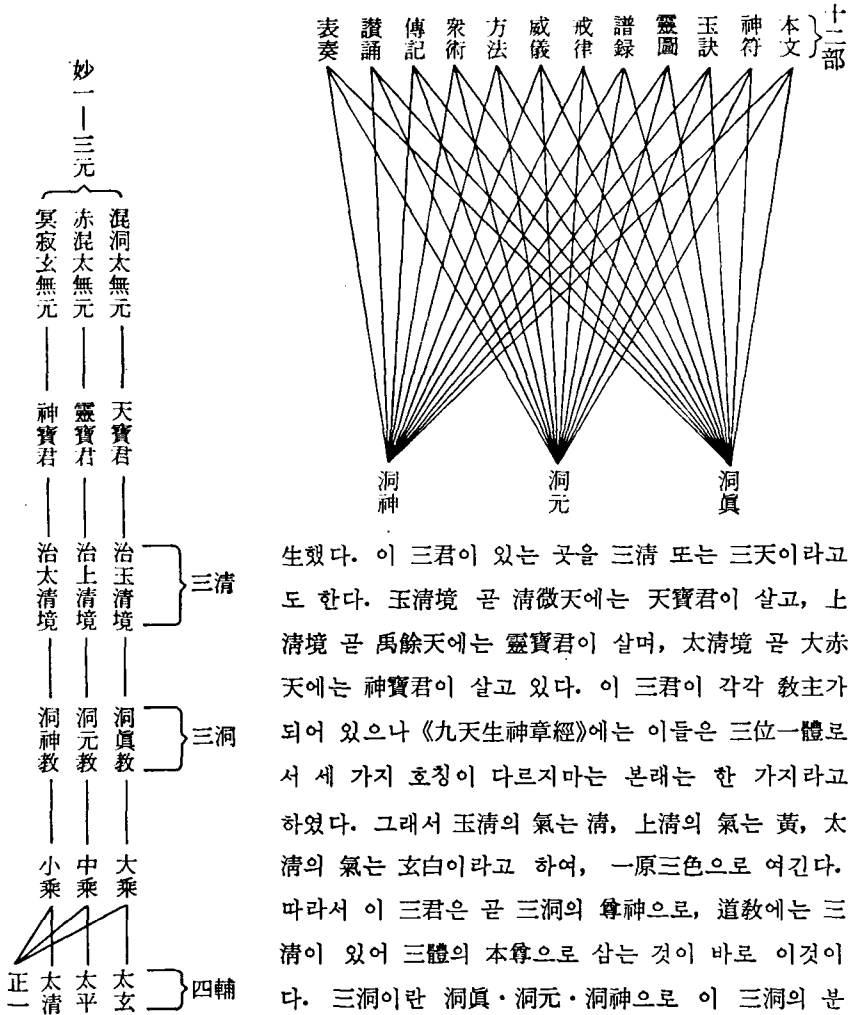 十二部
本文
神符
玉訣
靈圖
譜録
戒律
威儀
方法
衆術
傳記
讃誦
表奏
洞眞
洞元
洞神
妙一
三元
混洞太無元
赤混太無元
冥寂玄無元
天寶君
靈寶君
神寶君
治玉清境
治上清境
治太清境
三清
洞眞教
洞元教
洞神教
三洞
大乘
中乘
小乘
太玄
太平
太清
正一
四輔
生했다. 이 三君이 있는 곳을 三淸 또는 三天이라고
도 한다. 玉淸境 곧 淸微天에는 天寶君이 살고, 上
淸境 곧 禹餘天에는 靈寶君이 살며, 太淸境 곧 大赤
天에는 神寶君이 살고 있다. 이 三君이 각각 敎主가
되어 있으나 《九天生神章經》에는 이들은 三位一體로
서 세 가지 호칭이 다르지마는 본래는 한 가지라고
하였다. 그래서 玉淸의 氣는 淸, 上淸의 氣는 黃, 太
淸의 氣는 玄白이라고 하여, 一原三色으로 여긴다.
따라서 이 三君은 곧 三洞의 尊神으로, 道敎에는 三
淸이 있어 三體의 本尊으로 삼는 것이 바로 이것이
다. 三洞이란 洞眞·洞元·洞神으로 이 三洞의 분